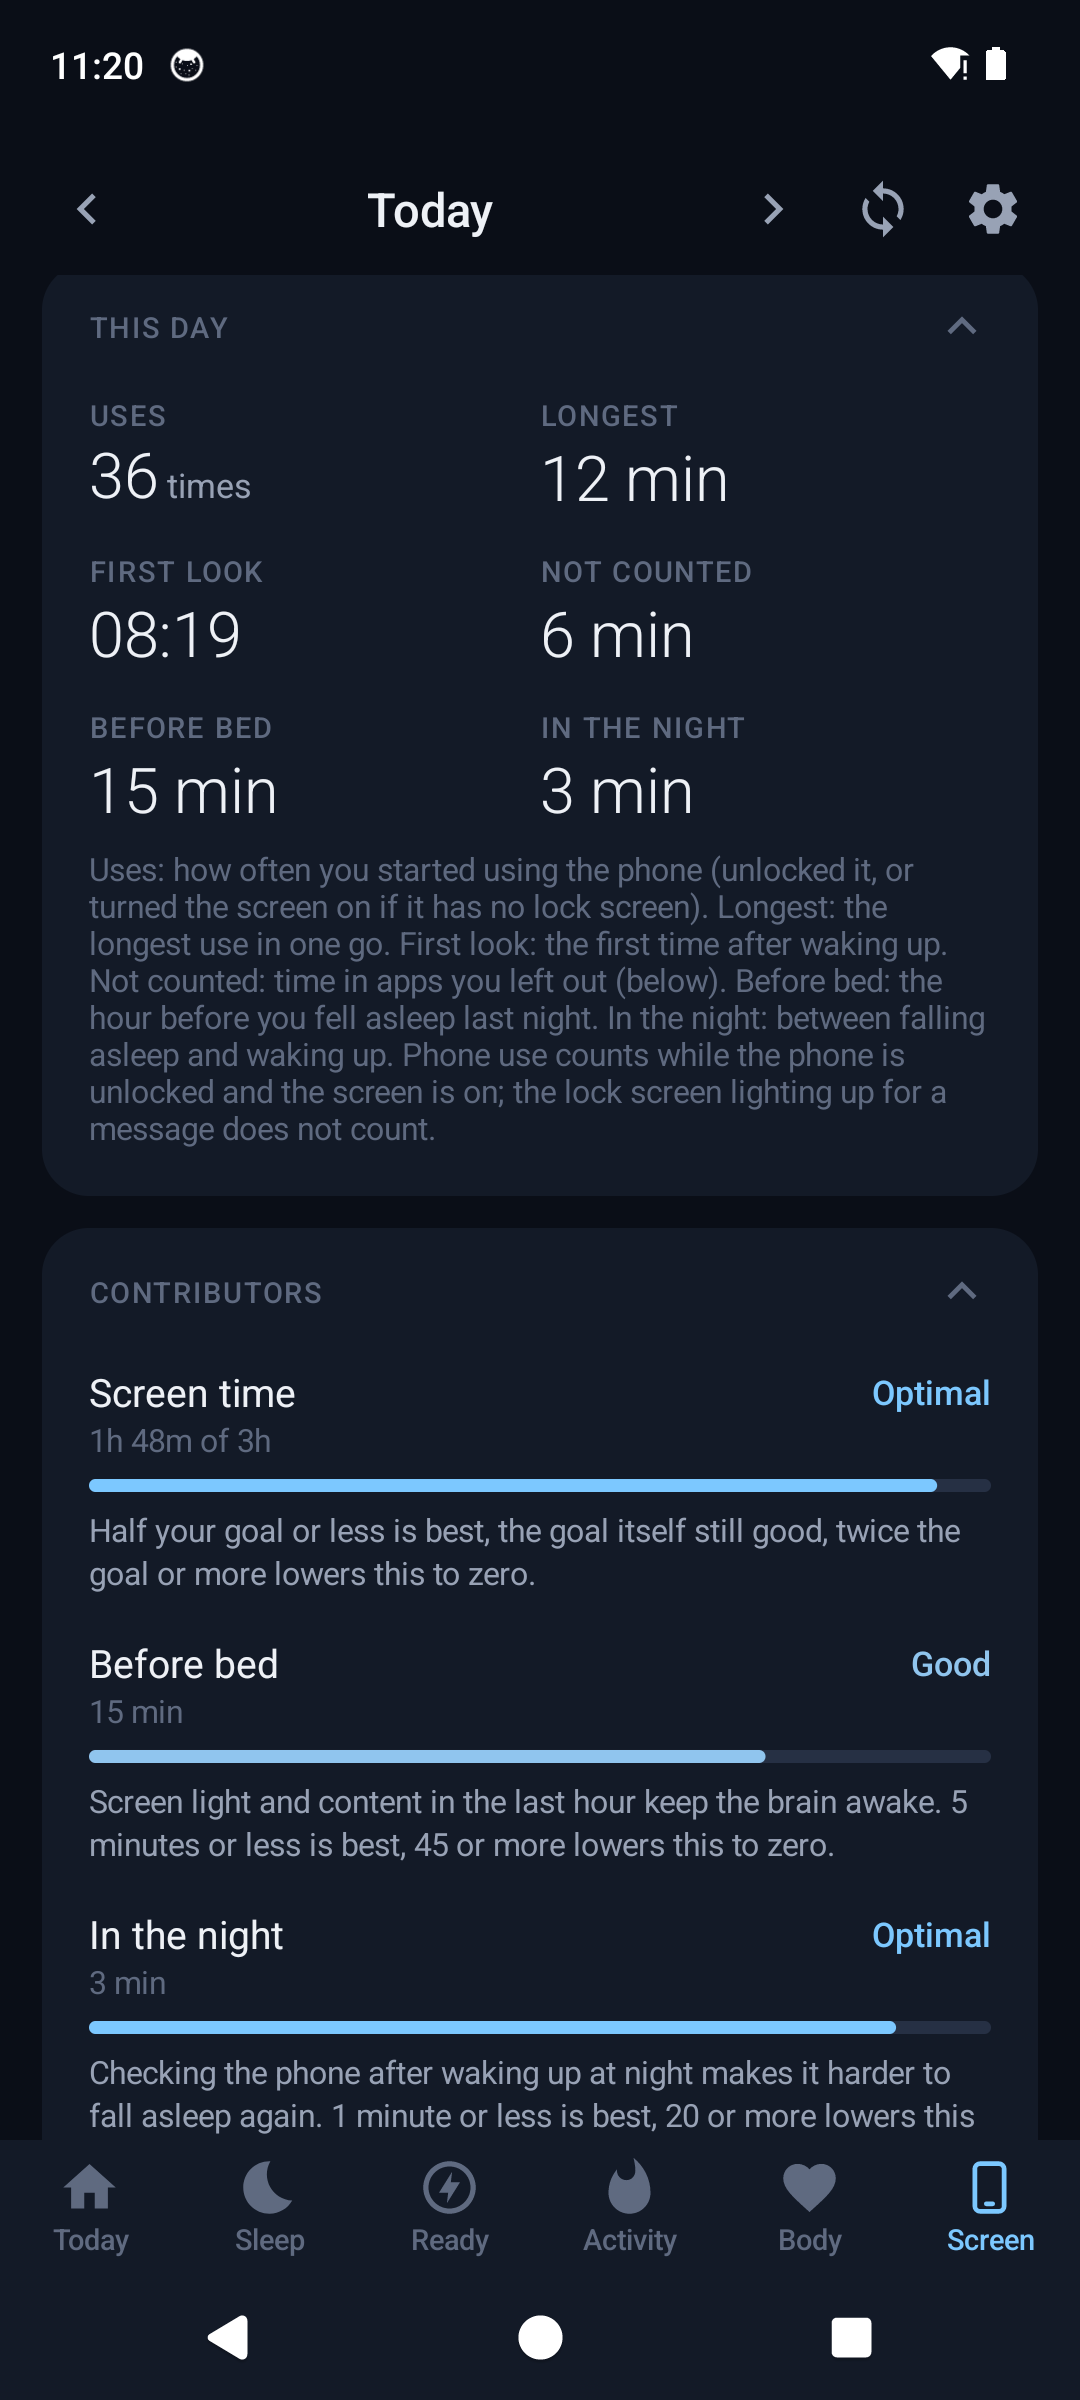 11:20
Today
THIS DAY
USES
36 times
LONGEST
12 min
FIRST LOOK
08:19
NOT COUNTED
6 min
BEFORE BED
15 min
IN THE NIGHT
3 min
Uses: how often you started using the phone (unlocked it, or
turned the screen on if it has no lock screen). Longest: the
longest use in one go. First look: the first time after waking up.
Not counted: time in apps you left out (below). Before bed: the
hour before you fell asleep last night. In the night: between falling
asleep and waking up. Phone use counts while the phone is
unlocked and the screen is on; the lock screen lighting up for a
message does not count.
CONTRIBUTORS
Screen time
Optimal
1h 48m of 3h
Half your goal or less is best, the goal itself still good, twice the
goal or more lowers this to zero.
Before bed
Good
15 min
Screen light and content in the last hour keep the brain awake. 5
minutes or less is best, 45 or more lowers this to zero.
In the night
Optimal
3 min
Checking the phone after waking up at night makes it harder to
fall asleep again. 1 minute or less is best, 20 or more lowers this
Today
Sleep
Ready
Activity
Body
Screen